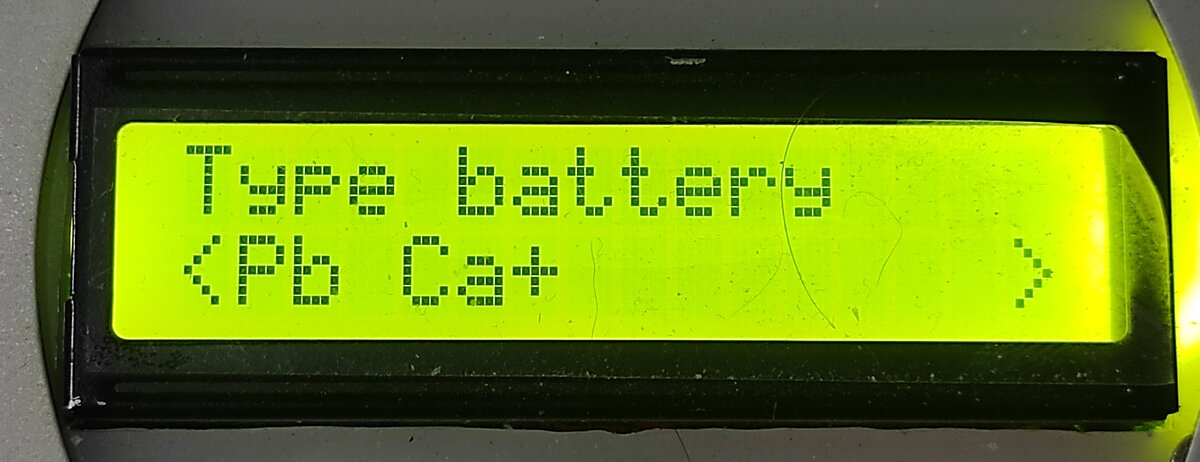 Type battery
<Pb Ca+ >